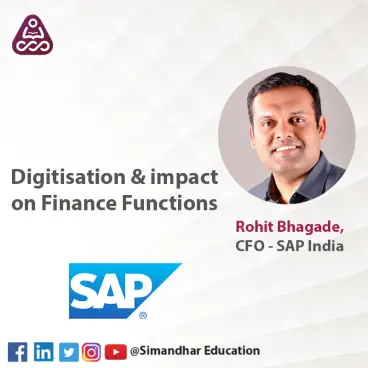 Digitisation & impact
on Finance Functions
Rohit Bhagade,
CFO - SAP India
SAP®
@Simandhar Education